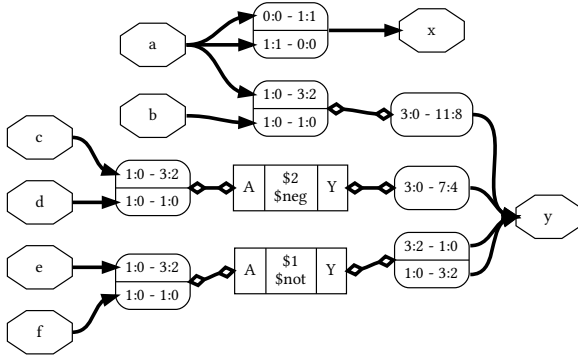 a
0:0 - 1:1
1:1 - 0:0
x
b
1:0 - 3:2
1:0 - 1:0
3:0 - 11:8
c
d
1:0 - 3:2
1:0 - 1:0
A
$2
$neg
Y
3:0 - 7:4
y
e
f
1:0 - 3:2
1:0 - 1:0
A
$1
$not
Y
3:2 - 1:0
1:0 - 3:2